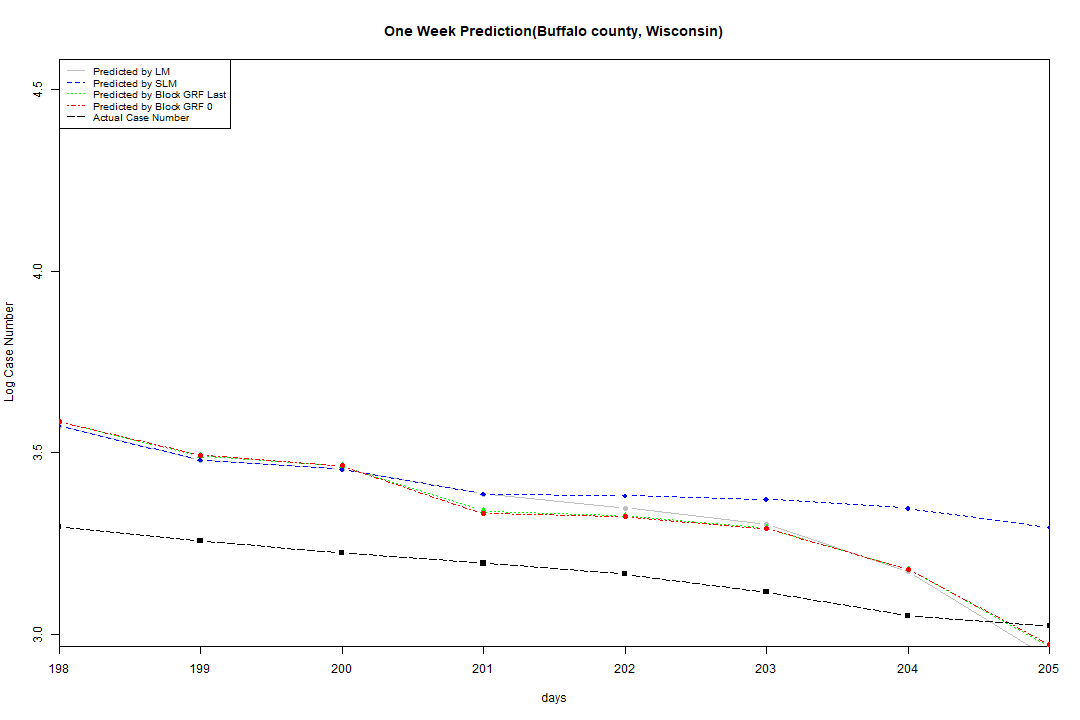 One Week Prediction(Buffalo county, Wisconsin)
Predicted by LM
Predicted by SLM
Predicted by Block GRF Last
Predicted by Block GRF 0
Actual Case Number
4.5
4.0
3.5
3.0
Log Case Number
198 199 200 201 202 203 204 205
days